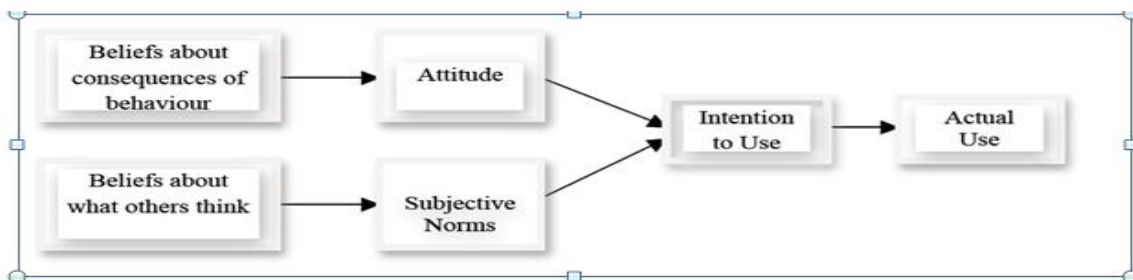 Beliefs about
consequences of
behaviour
Attitude
Beliefs about
what others think
Subjective
Norms
Intention
to Use
Actual
Use